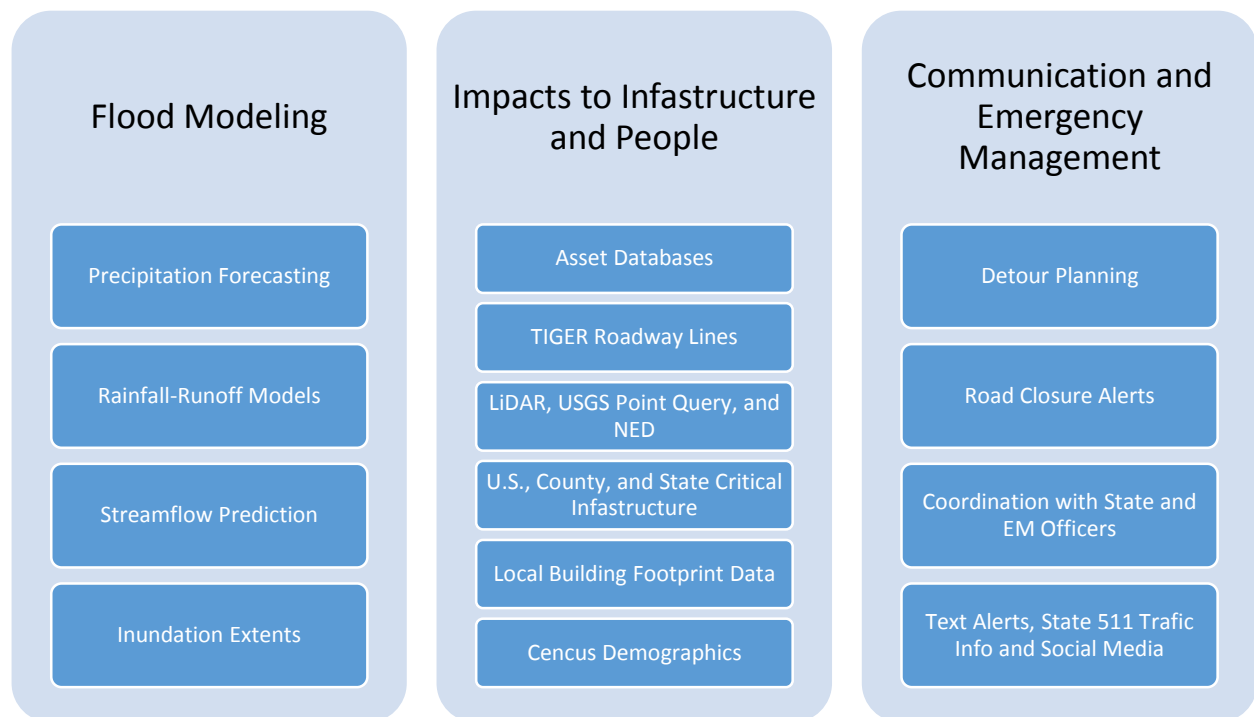 Flood Modeling
Precipitation Forecasting
Rainfall-Runoff Models
Streamflow Prediction
Inundation Extents
Impacts to Infastructure
and People
Asset Databases
TIGER Roadway Lines
LiDAR, USGS Point Query, and
NED
U.S., County, and State Critical
Infastructure
Local Building Footprint Data
Cencus Demographics
Communication and
Emergency
Management
Detour Planning
Road Closure Alerts
Coordination with State and
EM Officers
Text Alerts, State 511 Trafic
Info and Social Media